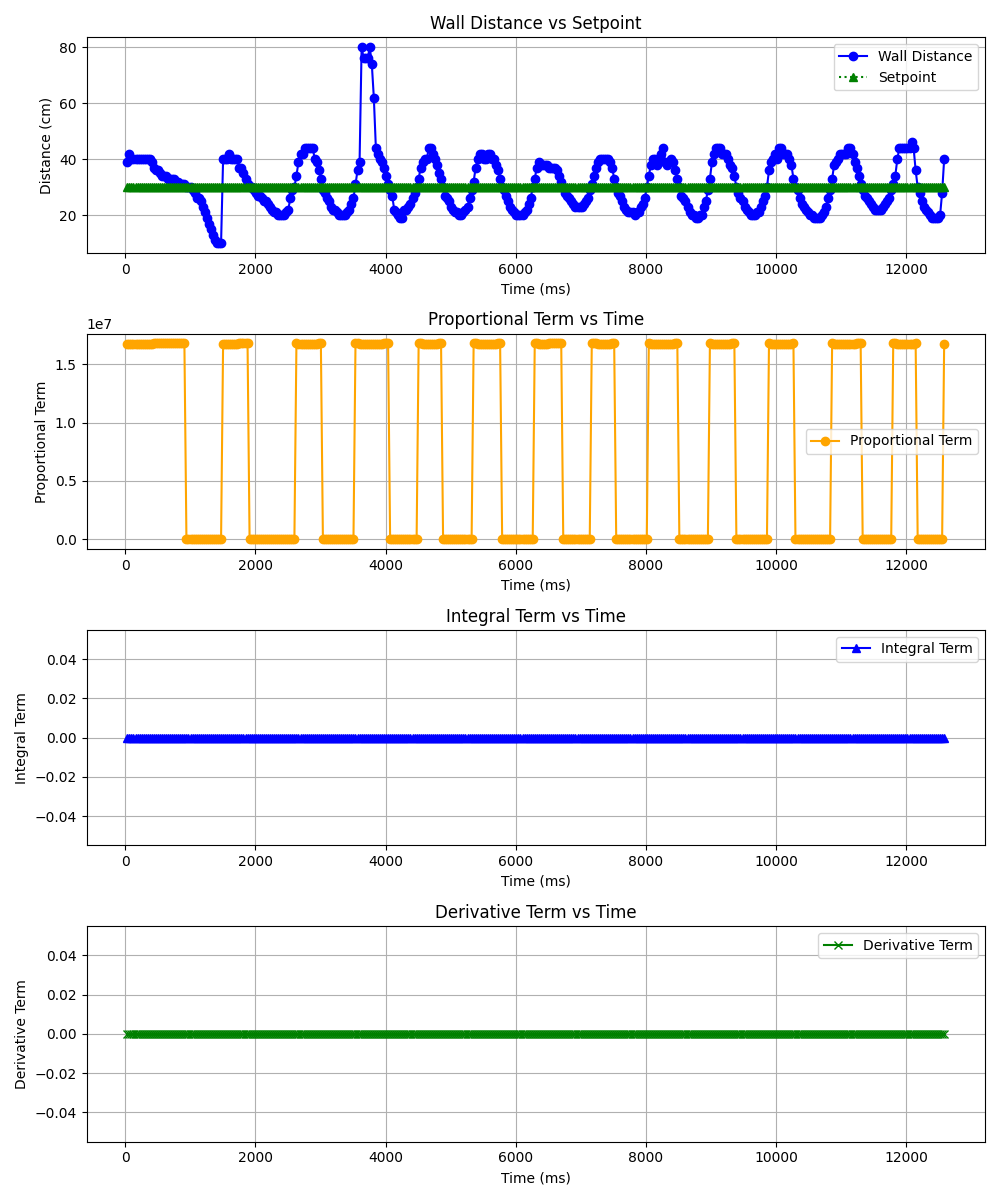 Wall Distance vs Setpoint
Distance (cm)
80
60
40
20
Wall Distance
Setpoint
0 2000 4000 6000 8000 10000 12000
Time (ms)
Proportional Term vs Time
1e7
Proportional Term
1.5
1.0
0.5
0.0
Proportional Term
0 2000 4000 6000 8000 10000 12000
Time (ms)
Integral Term vs Time
Integral Term
0.04
0.02
0.00
−0.02
−0.04
Integral Term
0 2000 4000 6000 8000 10000 12000
Time (ms)
Derivative Term vs Time
Derivative Term
0.04
0.02
0.00
−0.02
−0.04
Derivative Term
0 2000 4000 6000 8000 10000 12000
Time (ms)